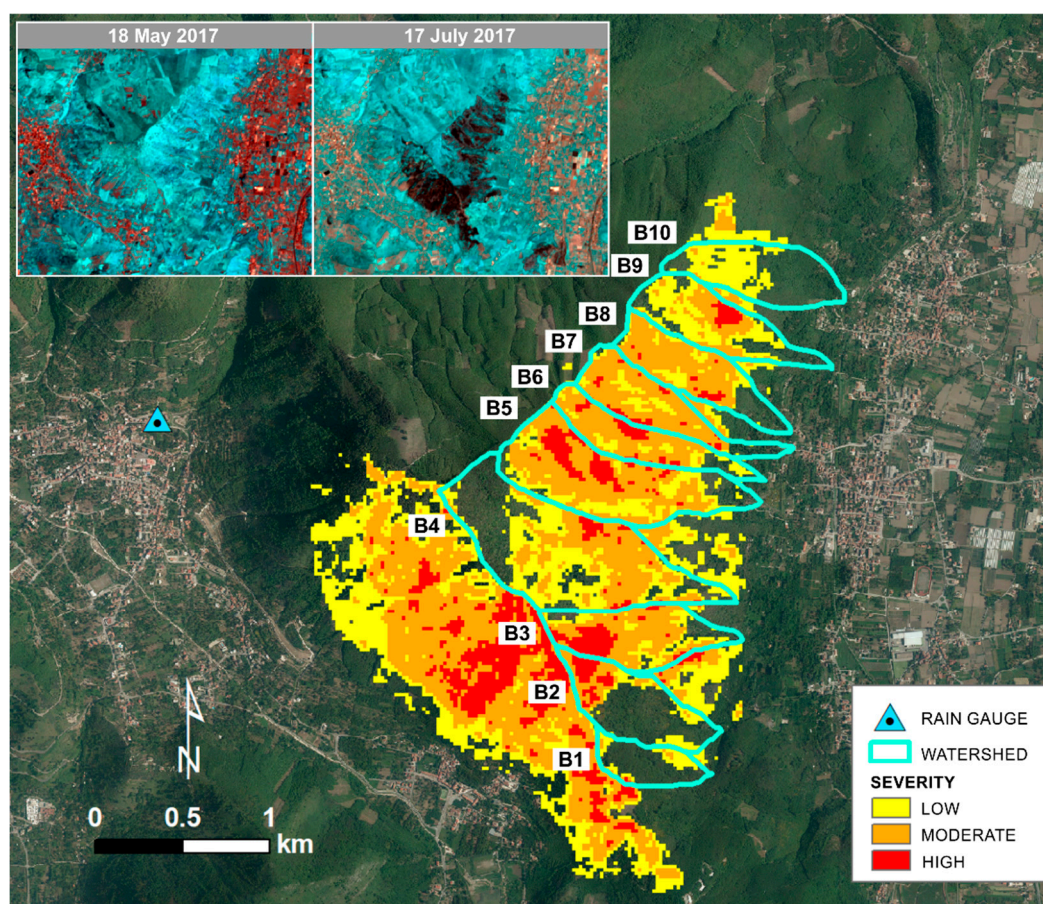 18 May 2017
17 July 2017
B10
B9
B8
B7
B6
B5
B4
B3
B2
B1
N
0 0.5 1
km
RAIN GAUGE
WATERSHED
SEVERITY
LOW
MODERATE
HIGH